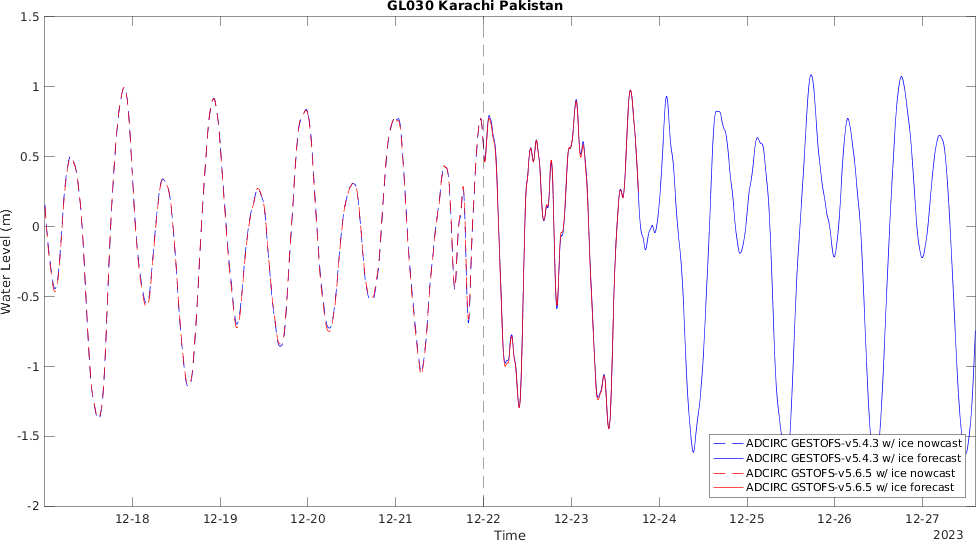 GL030 Karachi Pakistan
1.5
1
0.5
0
-0.5
-1
-1.5
-2
Water Level (m)
12-18 12-19 12-20 12-21 12-22 12-23 12-24 12-25 12-26 12-27
Time
2023
ADCIRC GESTOFS-v5.4.3 w/ ice nowcast
ADCIRC GESTOFS-v5.4.3 w/ ice forecast
ADCIRC GSTOFS-v5.6.5 w/ ice nowcast
ADCIRC GSTOFS-v5.6.5 w/ ice forecast